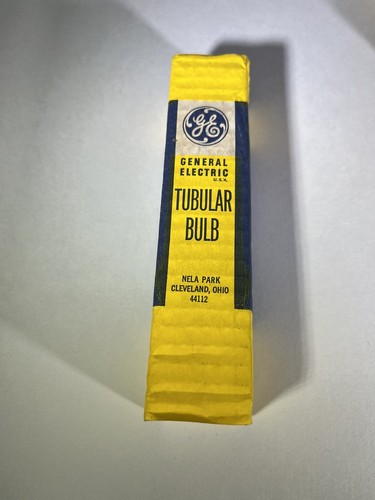 GE
GENERAL
ELECTRIC
U.S.A.
TUBULAR
BULB
NELA PARK
CLEVELAND, OHIO
44112